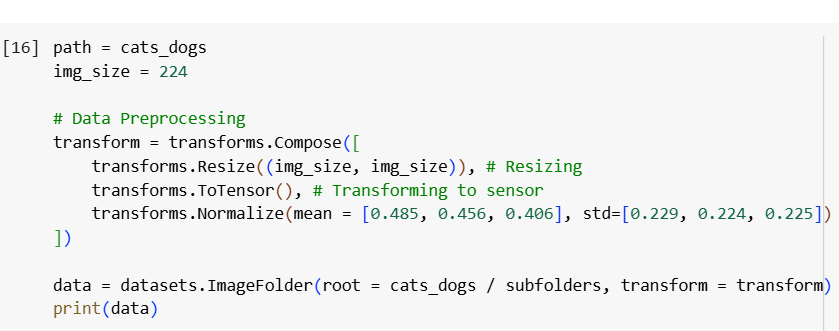 [16] path = cats_dogs
img_size = 224
# Data Preprocessing
transform = transforms.Compose([
transforms.Resize((img_size, img_size)), # Resizing
transforms.ToTensor(), # Transforming to sensor
transforms.Normalize(mean = [0.485, 0.456, 0.406], std=[0.229, 0.224, 0.225])
])
data = datasets.ImageFolder(root = cats_dogs / subfolders, transform = transform)
print(data)